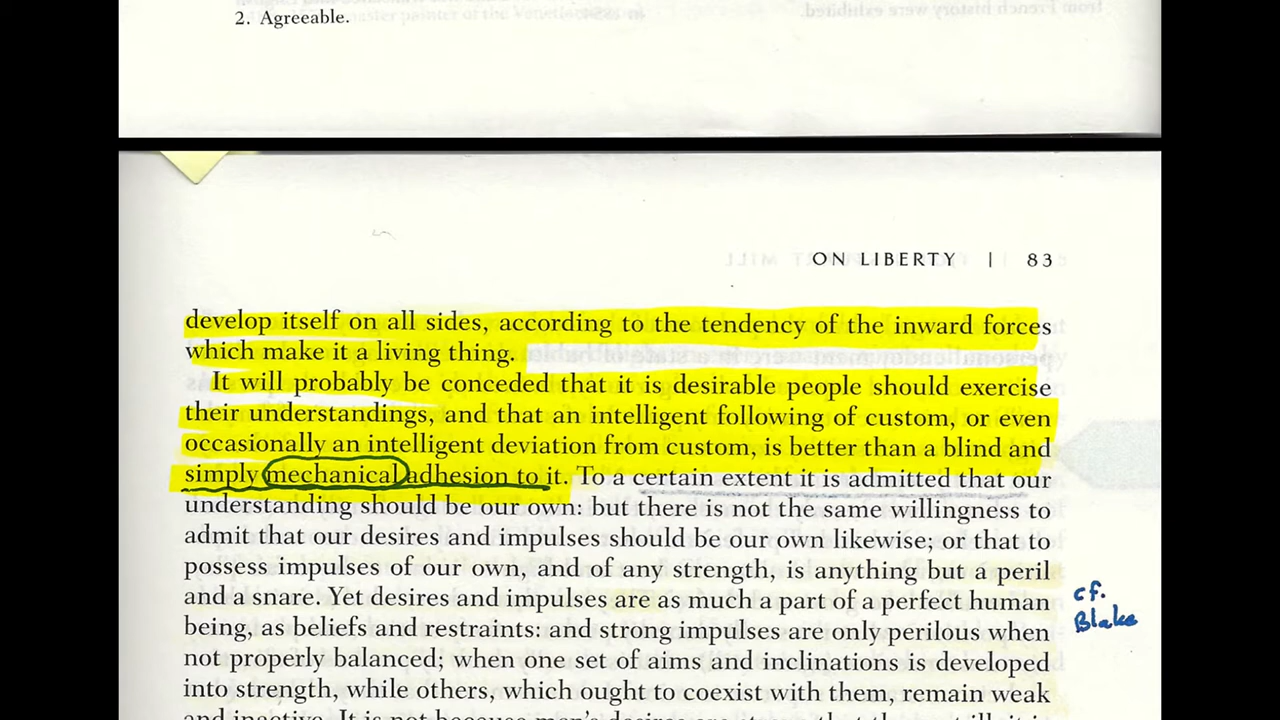 2. Agreeable.
from French history were exhibited.
ON LIBERTY | 83
develop itself on all sides, according to the tendency of the inward forces
which make it a living thing.
It will probably be conceded that it is desirable people should exercise
their understandings, and that an intelligent following of custom, or even
occasionally an intelligent deviation from custom, is better than a blind and
simply mechanical adhesion to it. To a certain extent it is admitted that our
understanding should be our own: but there is not the same willingness to
admit that our desires and impulses should be our own likewise; or that to
possess impulses of our own, and of any strength, is anything but a peril
and a snare. Yet desires and impulses are as much a part of a perfect human
being, as beliefs and restraints: and strong impulses are only perilous when
not properly balanced; when one set of aims and inclinations is developed
into strength, while others, which ought to coexist with them, remain weak
cf.
Blake